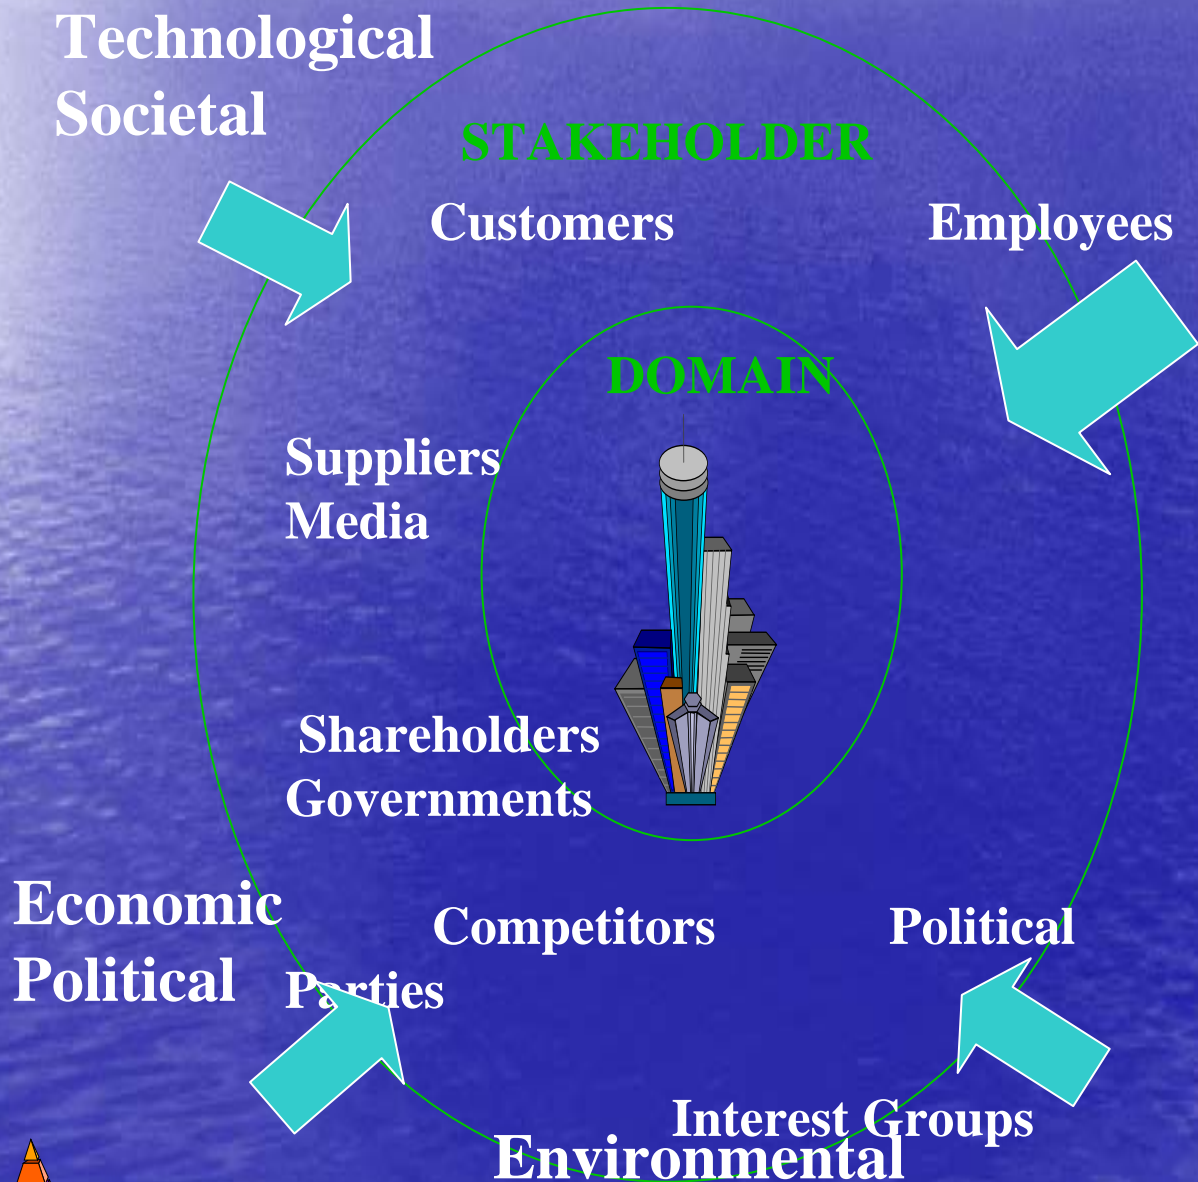 Technological
Societal
STAKEHOLDER
Customers Employees
DOMAIN
Suppliers
Media
Shareholders
Governments
Economic
Competitors Political
Political
Parties
Interest Groups
Environmental